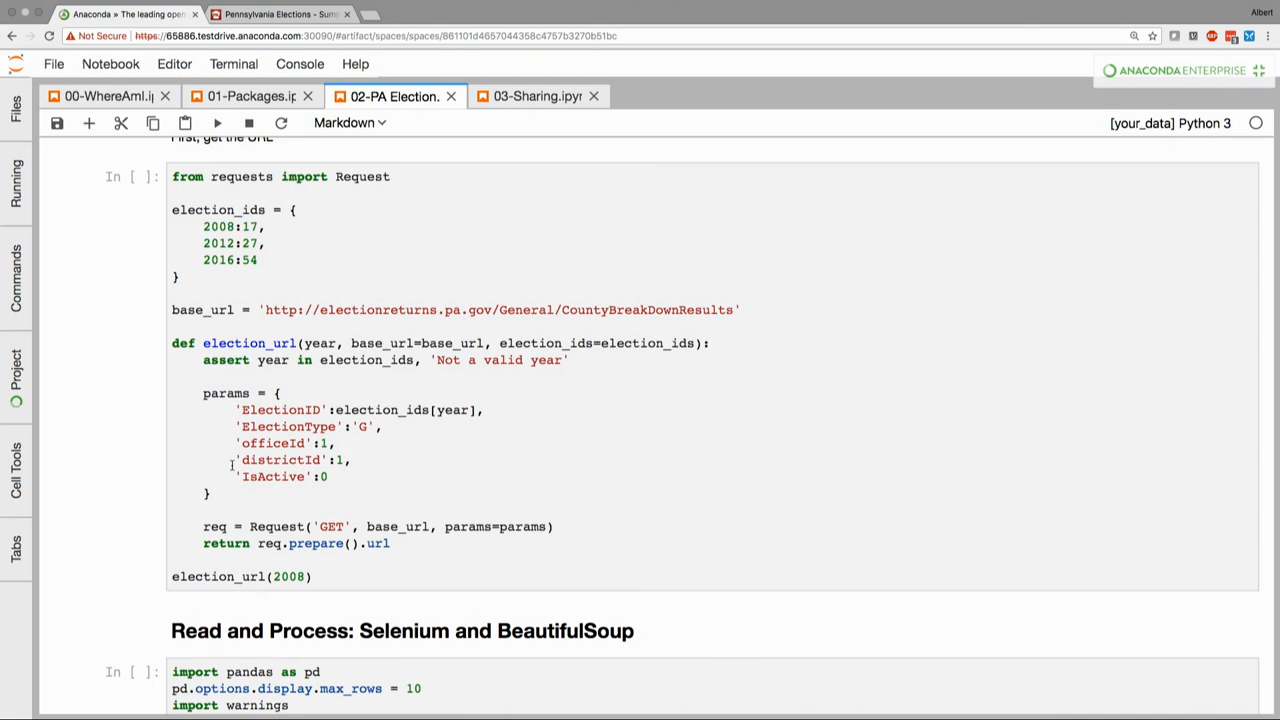 Anaconda » The leading open
Pennsylvania Elections - Sum
Albert
Not Secure
https://65886.testdrive.anaconda.com:30090/#artifact/spaces/spaces/861101d4657044358c4757b3270b51bc
File Notebook Editor Terminal Console Help
ANACONDA ENTERPRISE
00-WhereAmI.i
01-Packages.ip
02-PA Election.
03-Sharing.ipyr
Markdown
[your_data] Python 3
Files
Running
Commands
Project
Cell Tools
Tabs
First, get the URL
In [ ]:
from requests import Request
election_ids = {
2008:17,
2012:27,
2016:54
}
base_url = 'http://electionreturns.pa.gov/General/CountyBreakDownResults'
def election_url(year, base_url=base_url, election_ids=election_ids):
assert year in election_ids, 'Not a valid year'
params = {
'ElectionID':election_ids[year],
'ElectionType':'G',
'officeId':1,
'districtId':1,
'IsActive':0
}
req = Request('GET', base_url, params=params)
return req.prepare().url
election_url(2008)
Read and Process: Selenium and BeautifulSoup
In [ ]:
import pandas as pd
pd.options.display.max_rows = 10
import warnings